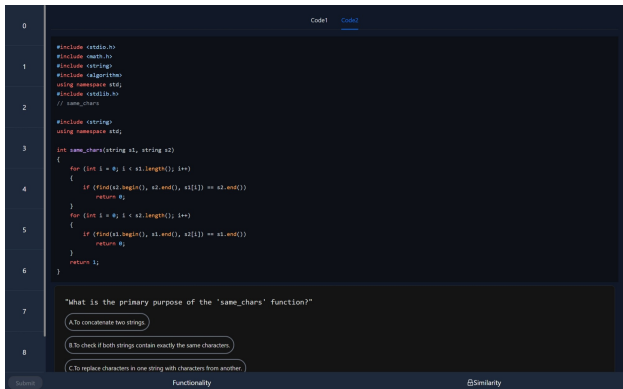 Code1 Code2
0
1
2
3
4
5
6
7
8
#include <stdio.h>
#include <math.h>
#include <string>
#include <algorithm>
using namespace std;
#include <stdlib.h>
// same_chars
#include <string>
using namespace std;
int same_chars(string s1, string s2)
{
    for (int i = 0; i < s1.length(); i++)
    {
        if (find(s2.begin(), s2.end(), s1[i]) == s2.end())
            return 0;
    }
    for (int i = 0; i < s2.length(); i++)
    {
        if (find(s1.begin(), s1.end(), s2[i]) == s1.end())
            return 0;
    }
    return 1;
}
"What is the primary purpose of the 'same_chars' function?"
A.To concatenate two strings.
B.To check if both strings contain exactly the same characters.
C.To replace characters in one string with characters from another.
Submit Functionality Similarity